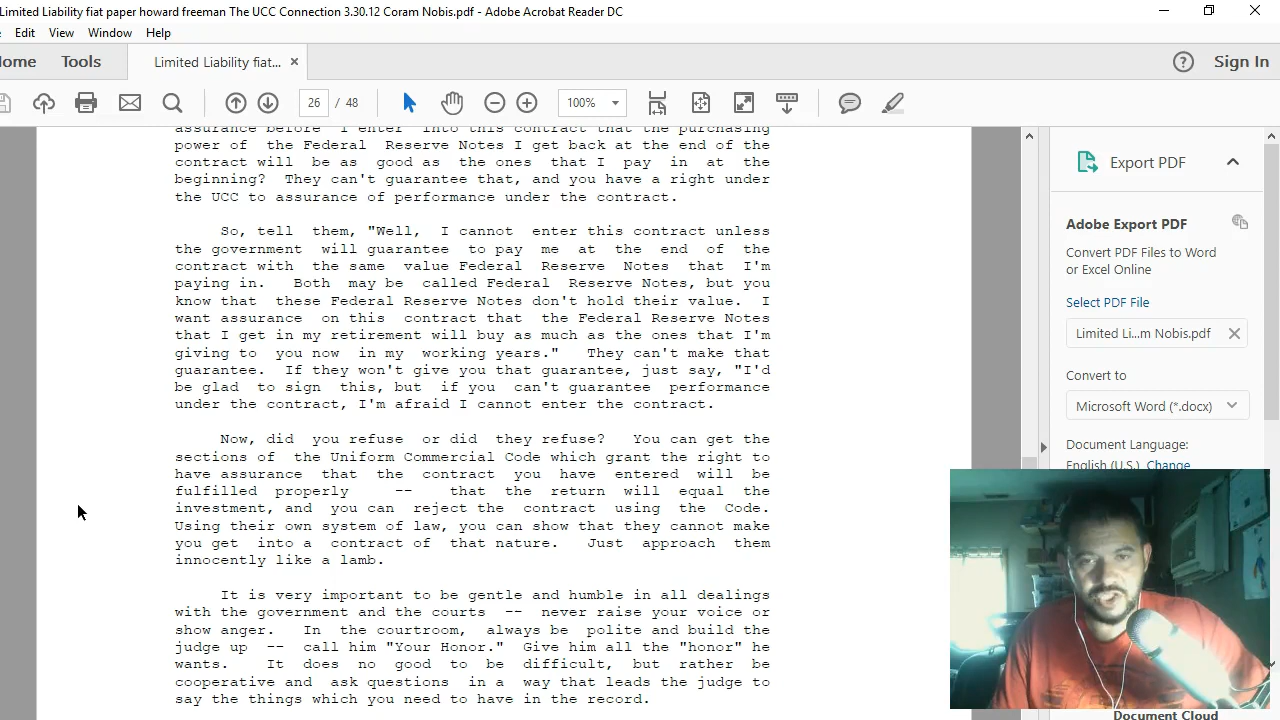 Limited Liability fiat paper howard freeman The UCC Connection 3.30.12 Coram Nobis.pdf - Adobe Acrobat Reader DC
Edit View Window Help
ome Tools Limited Liability fiat... × ? Sign In
26 / 48 100%
assurance before I enter into this contract that the purchasing
power of the Federal Reserve Notes I get back at the end of the
contract will be as good as the ones that I pay in at the
beginning? They can't guarantee that, and you have a right under
the UCC to assurance of performance under the contract.
So, tell them, "Well, I cannot enter this contract unless
the government will guarantee to pay me at the end of the
contract with the same value Federal Reserve Notes that I'm
paying in. Both may be called Federal Reserve Notes, but you
know that these Federal Reserve Notes don't hold their value. I
want assurance on this contract that the Federal Reserve Notes
that I get in my retirement will buy as much as the ones that I'm
giving to you now in my working years." They can't make that
guarantee. If they won't give you that guarantee, just say, "I'd
be glad to sign this, but if you can't guarantee performance
under the contract, I'm afraid I cannot enter the contract.
Now, did you refuse or did they refuse? You can get the
sections of the Uniform Commercial Code which grant the right to
have assurance that the contract you have entered will be
fulfilled properly -- that the return will equal the
investment, and you can reject the contract using the Code.
Using their own system of law, you can show that they cannot make
you get into a contract of that nature. Just approach them
innocently like a lamb.
It is very important to be gentle and humble in all dealings
with the government and the courts -- never raise your voice or
show anger. In the courtroom, always be polite and build the
judge up -- call him "Your Honor." Give him all the "honor" he
wants. It does no good to be difficult, but rather be
cooperative and ask questions in a way that leads the judge to
say the things which you need to have in the record.
Export PDF
Adobe Export PDF
Convert PDF Files to Word
or Excel Online
Select PDF File
Limited Li...m Nobis.pdf
Convert to
Microsoft Word (*.docx)
Document Language:
English (U.S.) Change
Document Cloud